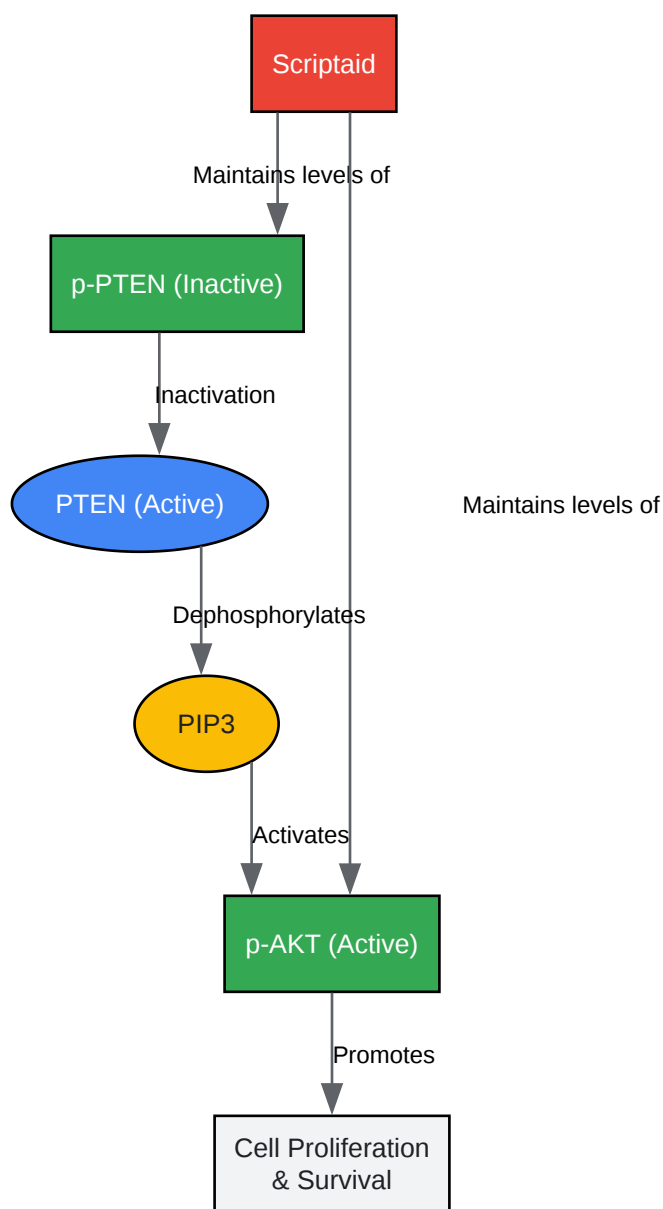 Scriptaid
Maintains levels of
p-PTEN (Inactive)
Inactivation
PTEN (Active)
Maintains levels of
Dephosphorylates
PIP3
Activates
p-AKT (Active)
Promotes
Cell Proliferation
& Survival